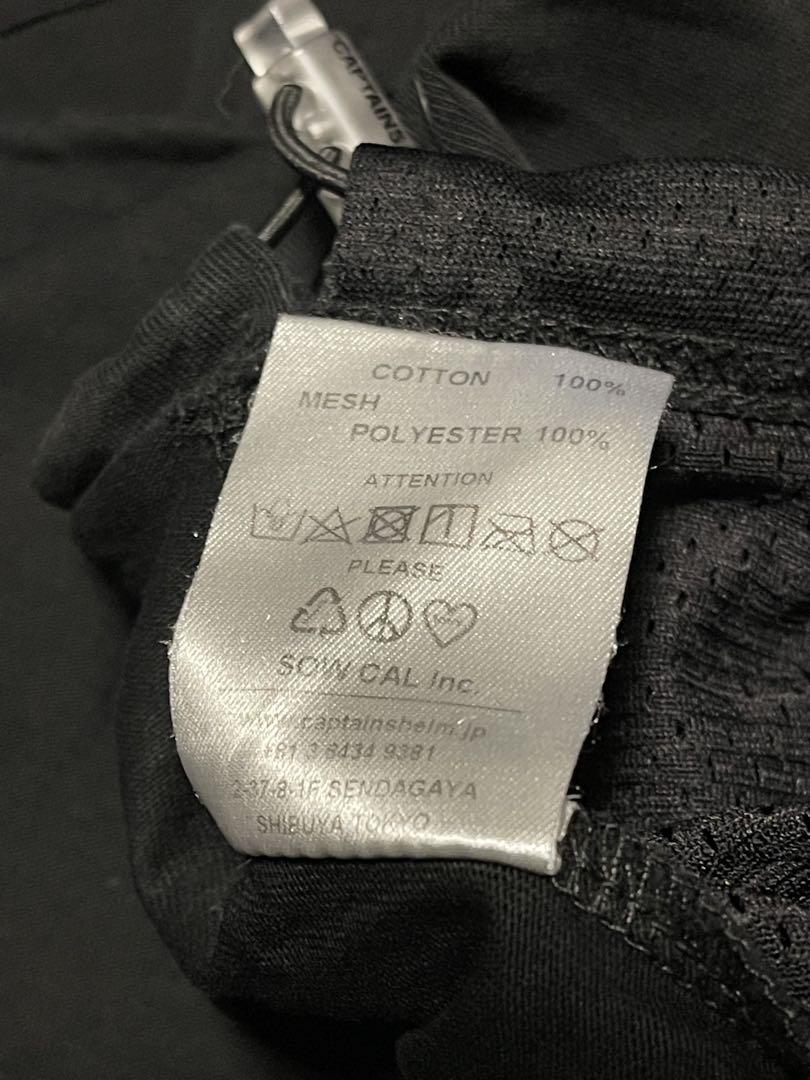 CAPTAINS
COTTON 100%
MESH
POLYESTER 100%
ATTENTION
PLEASE
SOW CAL Inc.
www.captainshelm.jp
+81 3 6434 9381
2-37-8-1F SENDAGAYA
SHIBUYA TOKYO